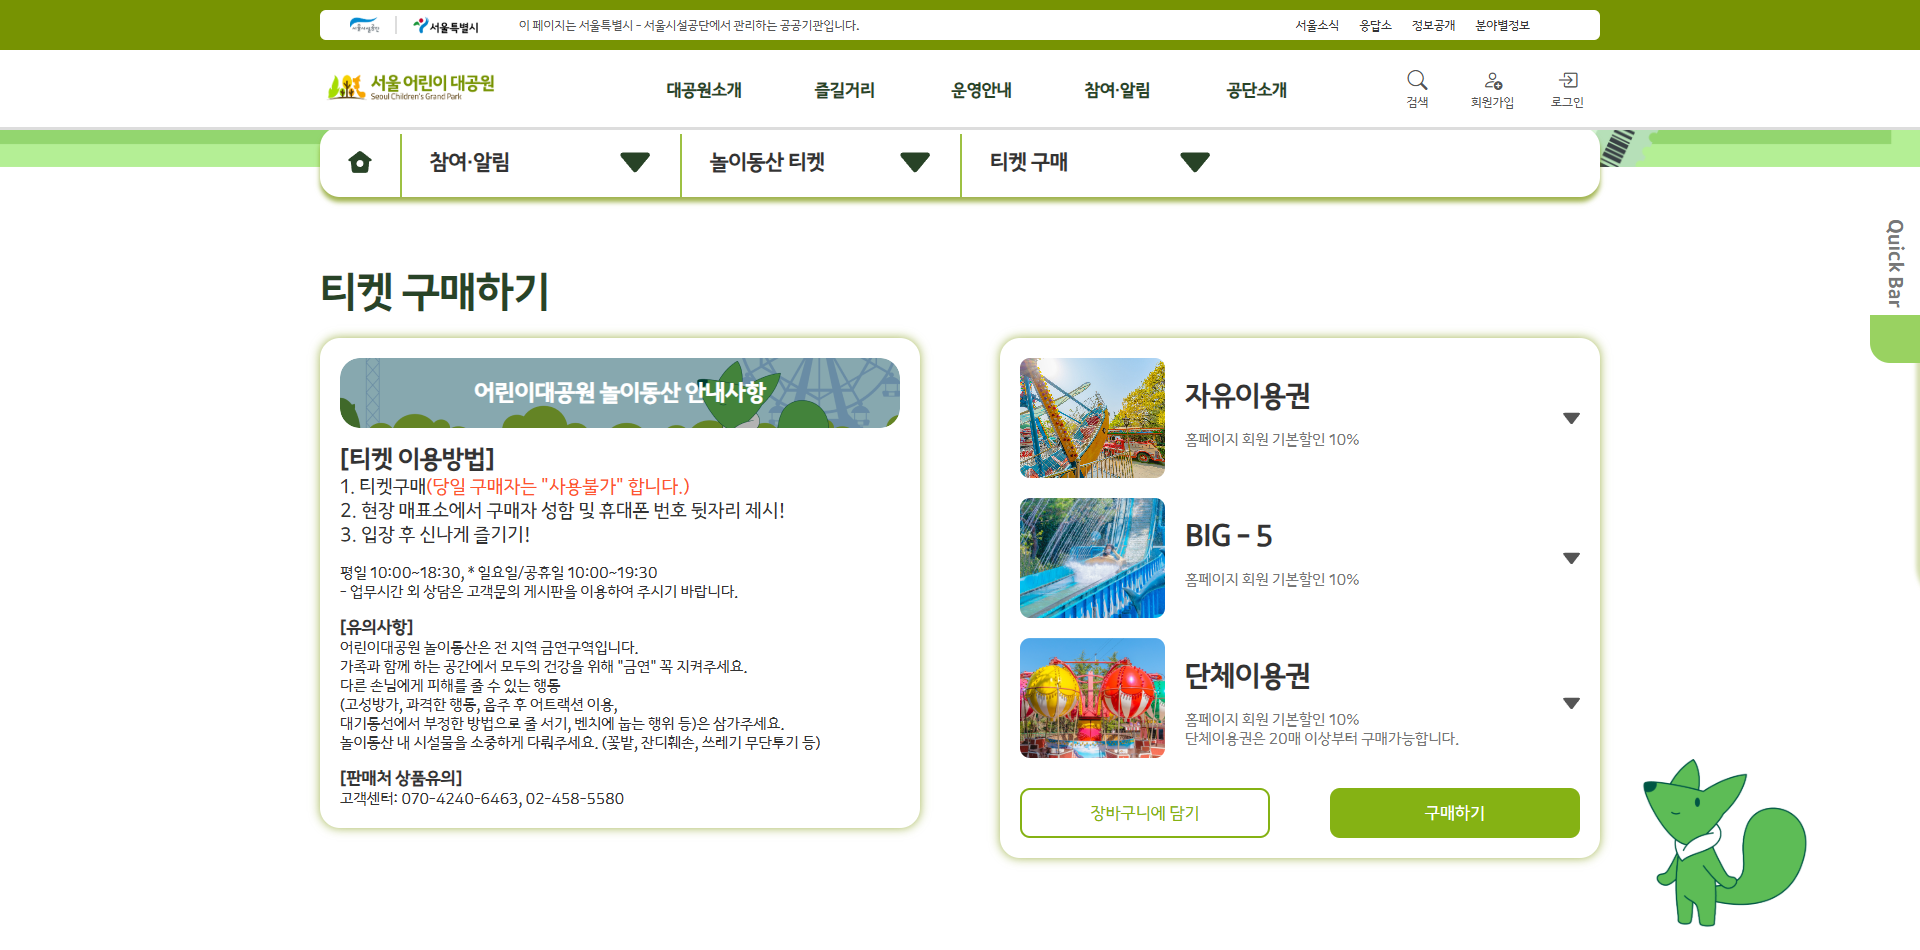 서울시설공단
서울특별시
이 페이지는 서울특별시 - 서울시설공단에서 관리하는 공공기관입니다.
서울소식
응답소
정보공개
분야별정보
서울 어린이 대공원
Seoul Children's Grand Park
대공원소개
즐길거리
운영안내
참여·알림
공단소개
검색
회원가입
로그인
참여·알림
놀이동산 티켓
티켓 구매
Quick Bar
티켓 구매하기
어린이대공원 놀이동산 안내사항
[티켓 이용방법]
1. 티켓구매(당일 구매자는 "사용불가" 합니다.)
2. 현장 매표소에서 구매자 성함 및 휴대폰 번호 뒷자리 제시!
3. 입장 후 신나게 즐기기!
평일 10:00~18:30, * 일요일/공휴일 10:00~19:30
- 업무시간 외 상담은 고객문의 게시판을 이용하여 주시기 바랍니다.
[유의사항]
어린이대공원 놀이동산은 전 지역 금연구역입니다.
가족과 함께 하는 공간에서 모두의 건강을 위해 "금연" 꼭 지켜주세요.
다른 손님에게 피해를 줄 수 있는 행동
(고성방가, 과격한 행동, 음주 후 어트랙션 이용,
대기동선에서 부정한 방법으로 줄 서기, 벤치에 눕는 행위 등)은 삼가주세요.
놀이동산 내 시설물을 소중하게 다뤄주세요. (꽃밭, 잔디훼손, 쓰레기 무단투기 등)
[판매처 상품유의]
고객센터: 070-4240-6463, 02-458-5580
자유이용권
홈페이지 회원 기본할인 10%
BIG - 5
홈페이지 회원 기본할인 10%
단체이용권
홈페이지 회원 기본할인 10%
단체이용권은 20매 이상부터 구매가능합니다.
장바구니에 담기
구매하기